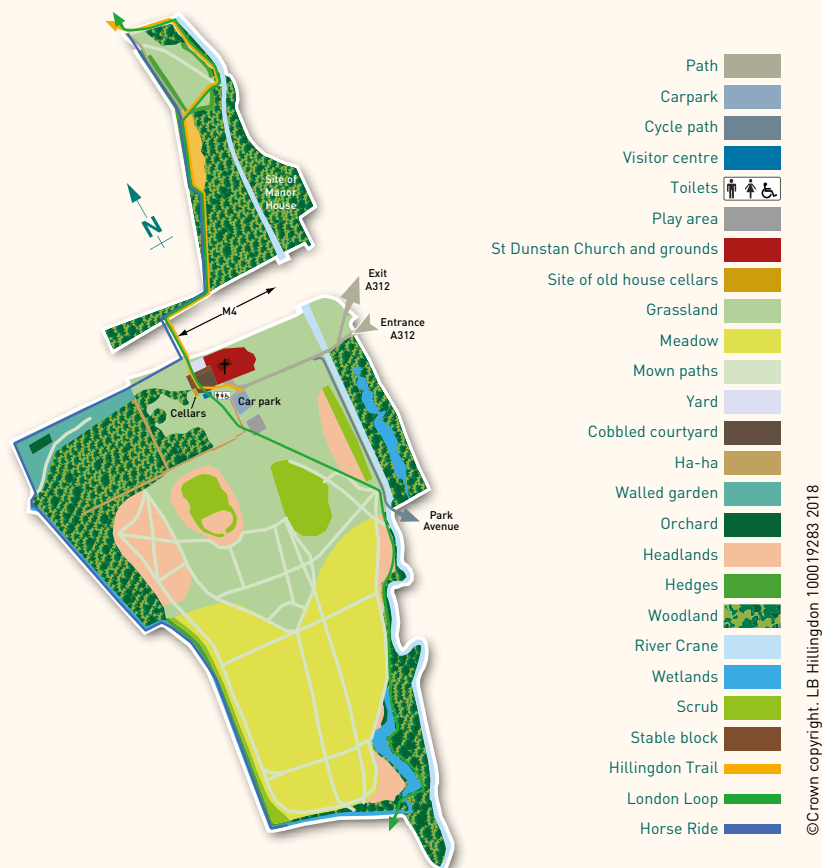 Site of
Manor
House
N
M4
Exit
A312
Entrance
A312
Cellars
Car park
Park
Avenue
Path
Carpark
Cycle path
Visitor centre
Toilets
Play area
St Dunstan Church and grounds
Site of old house cellars
Grassland
Meadow
Mown paths
Yard
Cobbled courtyard
Ha-ha
Walled garden
Orchard
Headlands
Hedges
Woodland
River Crane
Wetlands
Scrub
Stable block
Hillingdon Trail
London Loop
Horse Ride
©Crown copyright. LB Hillingdon 100019283 2018